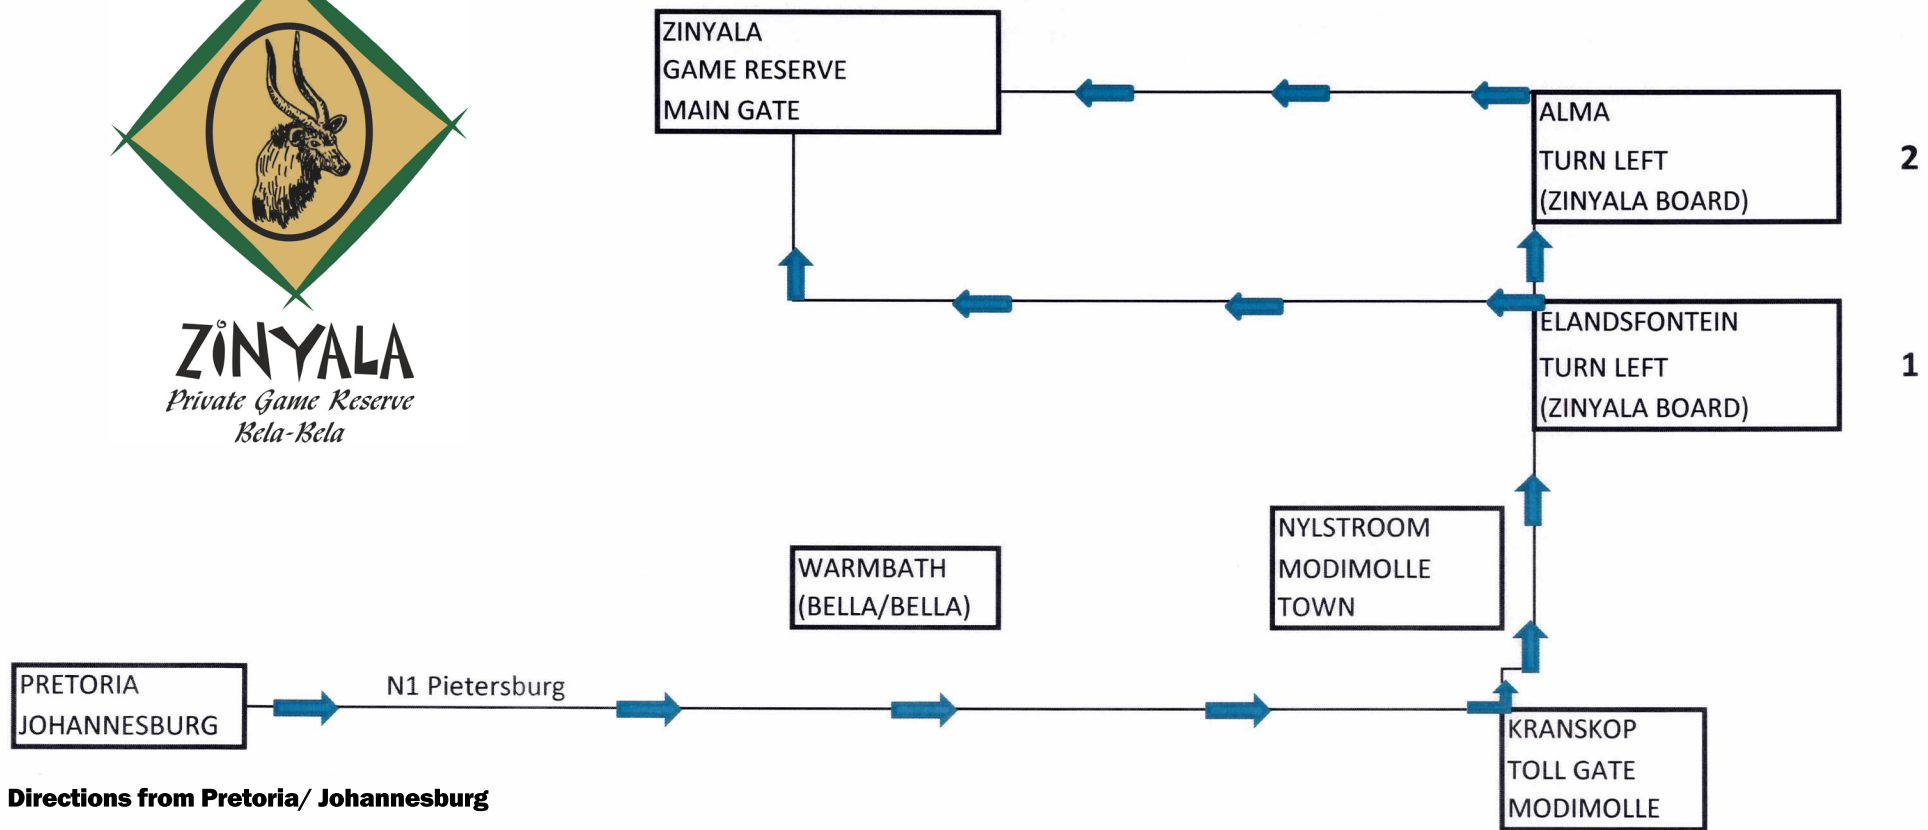 ZINYALA
GAME RESERVE
MAIN GATE
ALMA
TURN LEFT
(ZINYALA BOARD)
2
ELANDSFONTEIN
TURN LEFT
(ZINYALA BOARD)
1
ZINYALA
Private Game Reserve
Bela-Bela
NYLSTROOM
MODIMOLLE
TOWN
WARMBATH
(BELLA/BELLA)
PRETORIA
JOHANNESBURG
N1 Pietersburg
KRANSKOP
TOLL GATE
MODIMOLLE
Directions from Pretoria/ Johannesburg